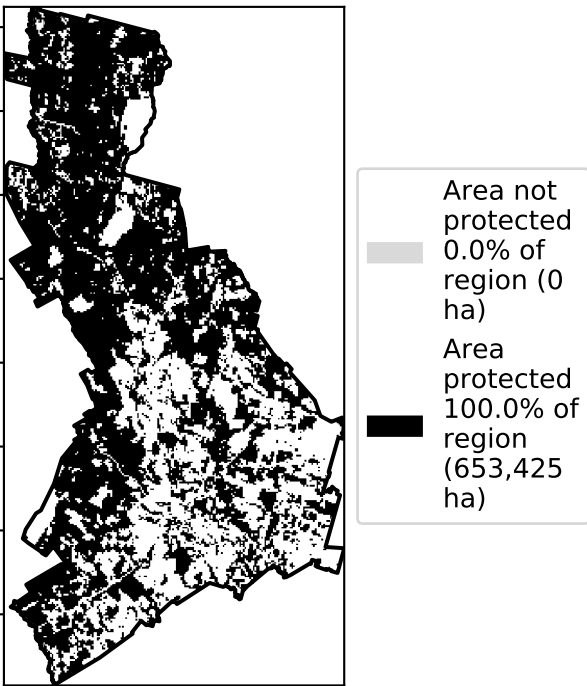 Area not
protected
0.0% of
region (0
ha)
Area
protected
100.0% of
region
(653,425
ha)